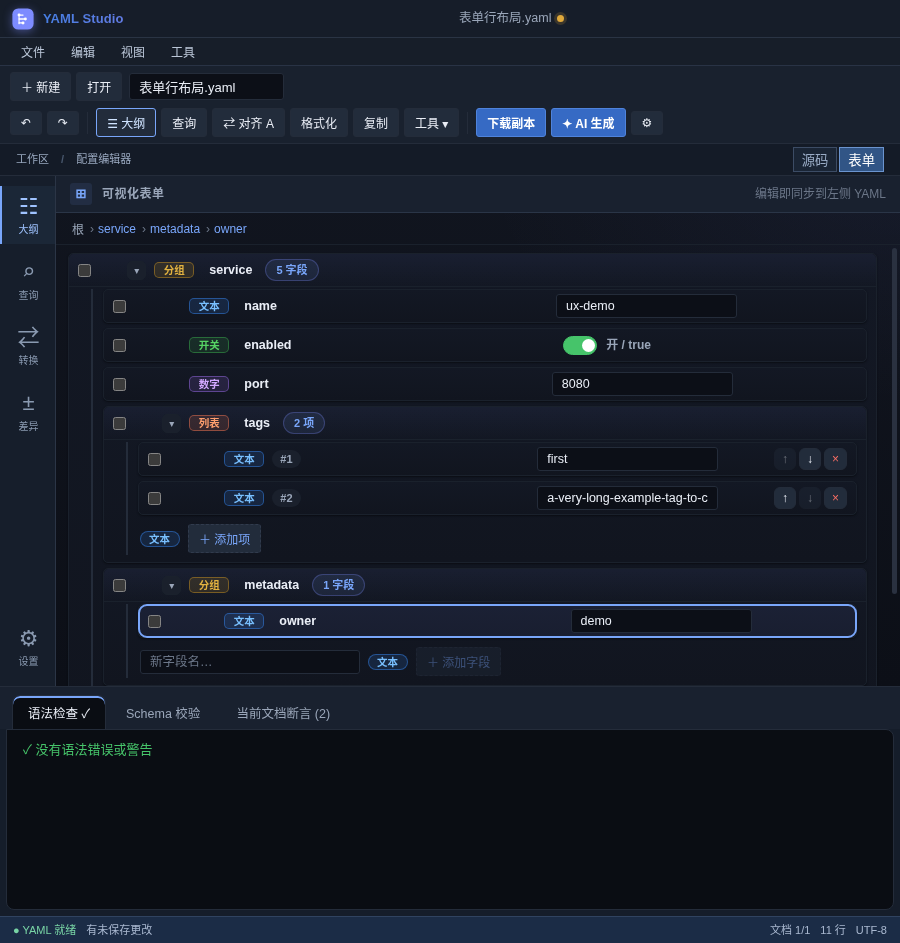 YAML Studio
表单行布局.yaml
文件 编辑 视图 工具
＋ 新建 打开 表单行布局.yaml
↶ ↷ ☰ 大纲 查询 ⇄ 对齐 A 格式化 复制 工具 ▾ 下载副本 ✦ AI 生成 ⚙
工作区 / 配置编辑器 源码 表单
⊞ 可视化表单 编辑即同步到左侧 YAML
大纲
查询
转换
± 差异
设置
根 › service › metadata › owner
▾ 分组 service 5 字段
文本 name ux-demo
开关 enabled 开 / true
数字 port 8080
▾ 列表 tags 2 项
文本 #1 first ↑ ↓ ×
文本 #2 a-very-long-example-tag-to-c ↑ ↓ ×
文本 ＋ 添加项
▾ 分组 metadata 1 字段
文本 owner demo
新字段名… 文本 ＋ 添加字段
语法检查 ✓ Schema 校验 当前文档断言 (2)
✓ 没有语法错误或警告
● YAML 就绪 有未保存更改 文档 1/1 11 行 UTF-8